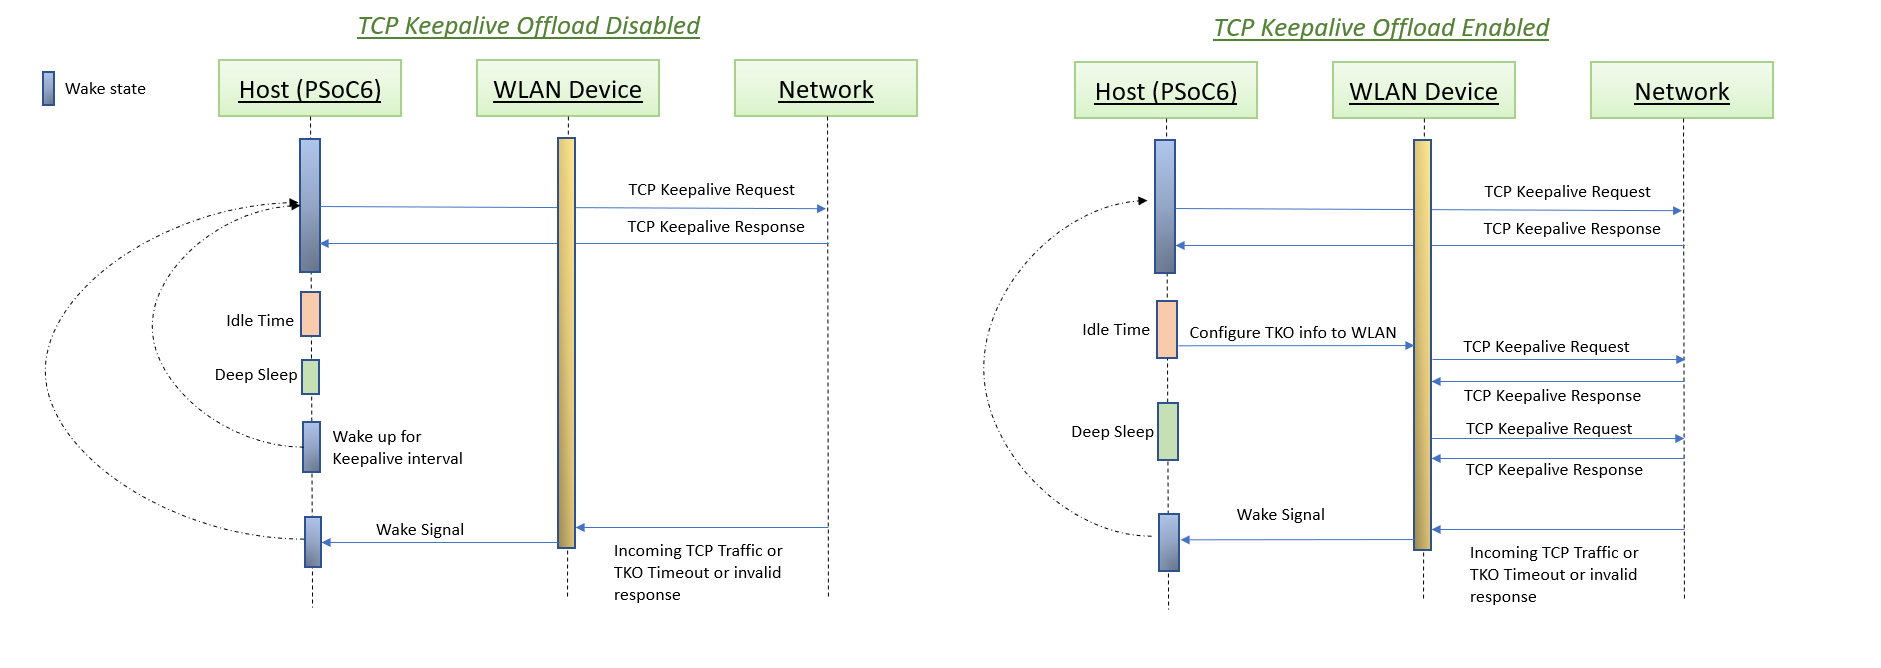 TCP Keepalive Offload Disabled
Wake state
Host (PSoC6)
WLAN Device
Network
TCP Keepalive Request
TCP Keepalive Response
Idle Time
Deep Sleep
Wake up for
Keepalive interval
Wake Signal
Incoming TCP Traffic or
TKO Timeout or invalid
response
TCP Keepalive Offload Enabled
Host (PSoC6)
WLAN Device
Network
TCP Keepalive Request
TCP Keepalive Response
Idle Time
Configure TKO info to WLAN
TCP Keepalive Request
TCP Keepalive Response
Deep Sleep
TCP Keepalive Request
TCP Keepalive Response
Wake Signal
Incoming TCP Traffic or
TKO Timeout or invalid
response